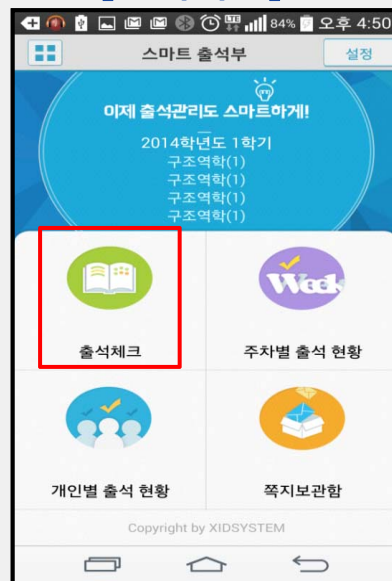 84% 오후 4:50
스마트 출석부
설정
이제 출석관리도 스마트하게!
2014학년도 1학기
구조역학(1)
구조역학(1)
구조역학(1)
구조역학(1)
Week
출석체크
주차별 출석 현황
개인별 출석 현황
쪽지보관함
Copyright by XIDSYSTEM